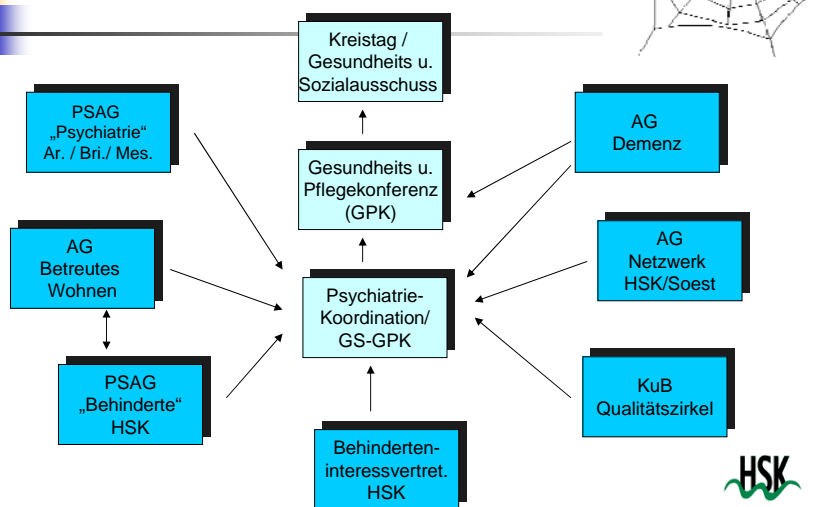 Kreistag /
Gesundheits u.
Sozialausschuss
PSAG
„Psychiatrie“
Ar. / Bri./ Mes.
AG
Demenz
Gesundheits u.
Pflegekonferenz
(GPK)
AG
Betreutes
Wohnen
AG
Netzwerk
HSK/Soest
Psychiatrie-
Koordination/
GS-GPK
PSAG
„Behinderte“
HSK
KuB
Qualitätszirkel
Behinderten-
interessvertret.
HSK
HSK